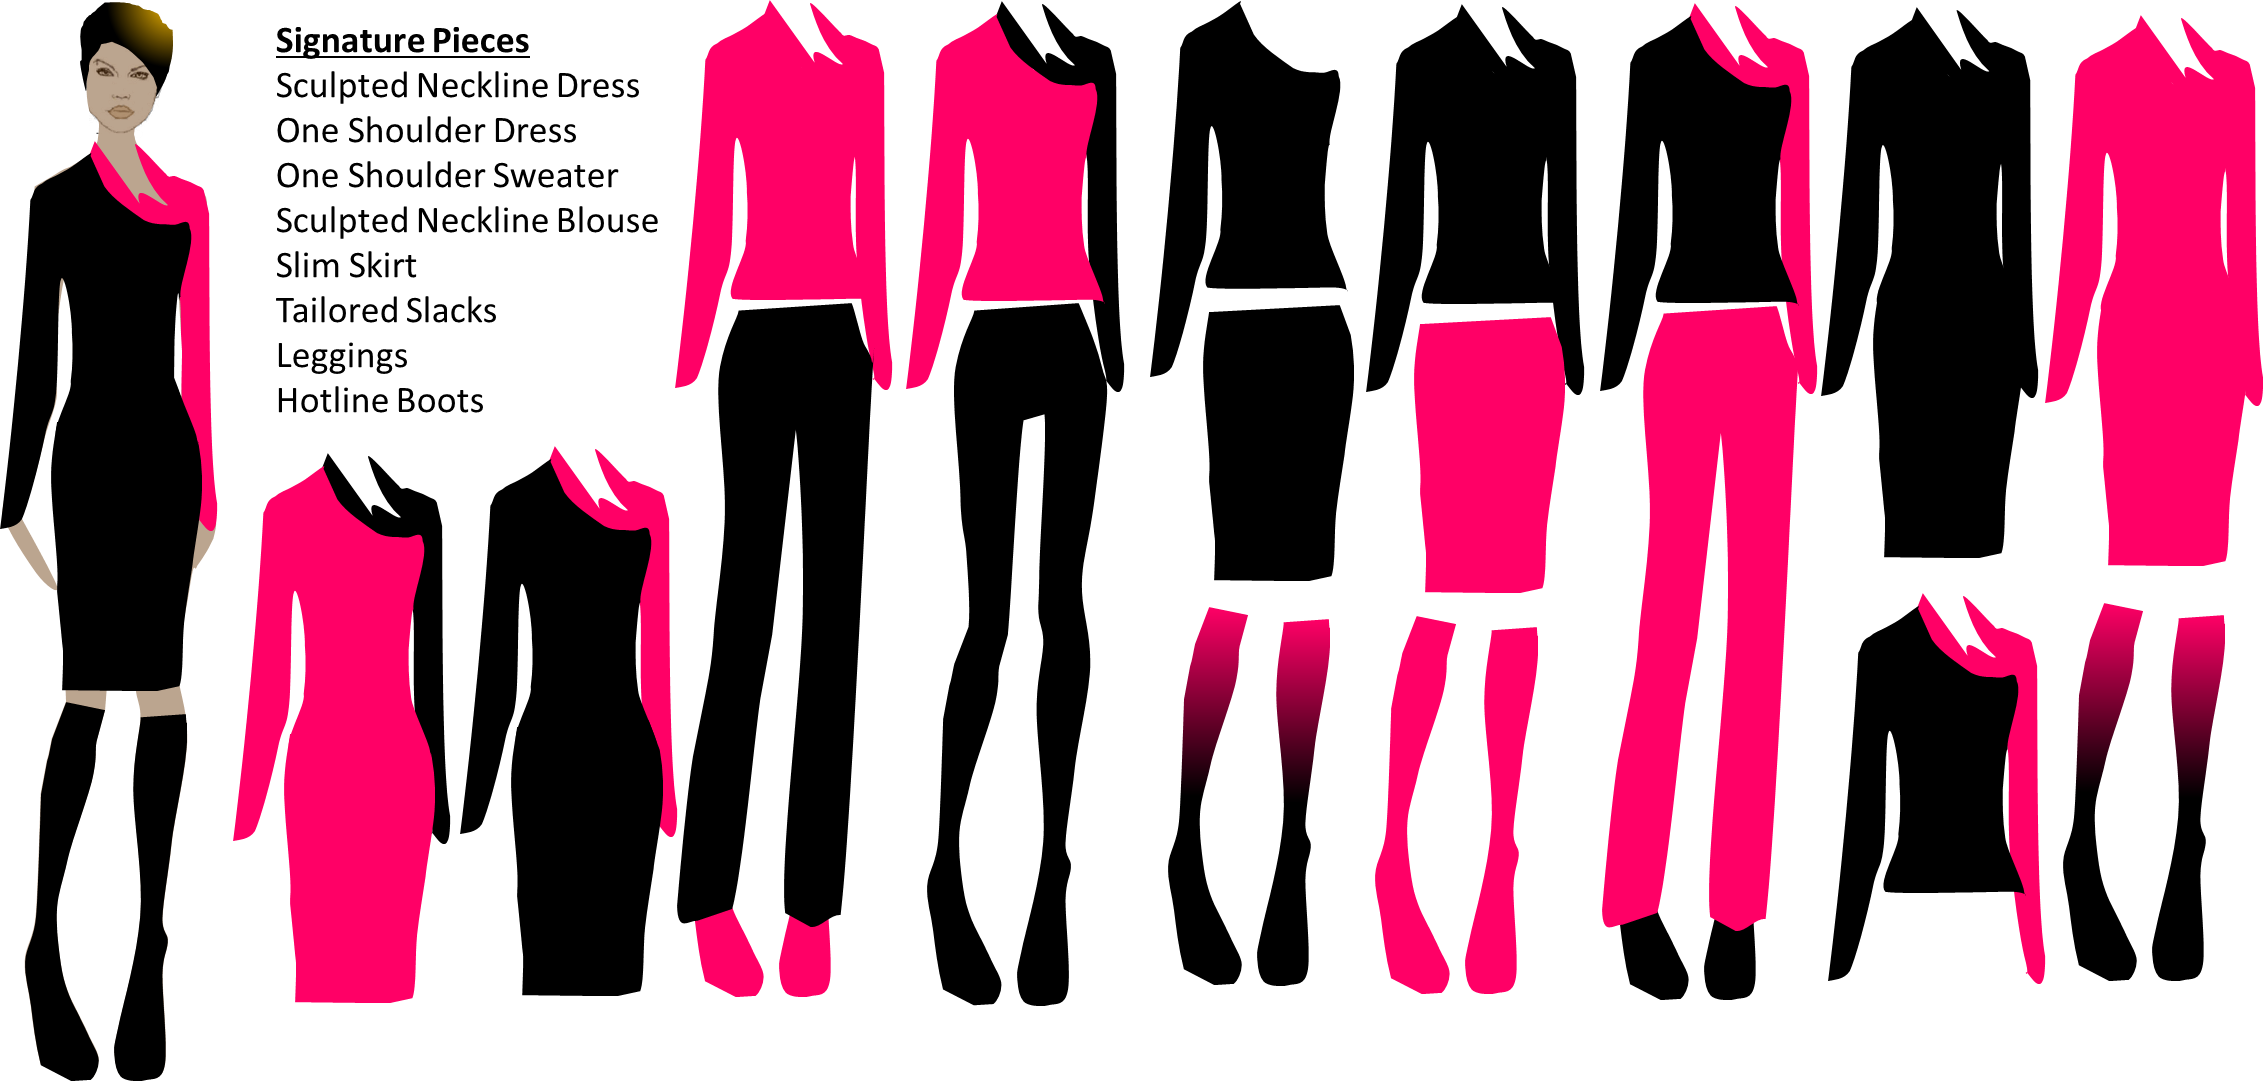 Signature Pieces
Sculpted Neckline Dress
One Shoulder Dress
One Shoulder Sweater
Sculpted Neckline Blouse
Slim Skirt
Tailored Slacks
Leggings
Hotline Boots